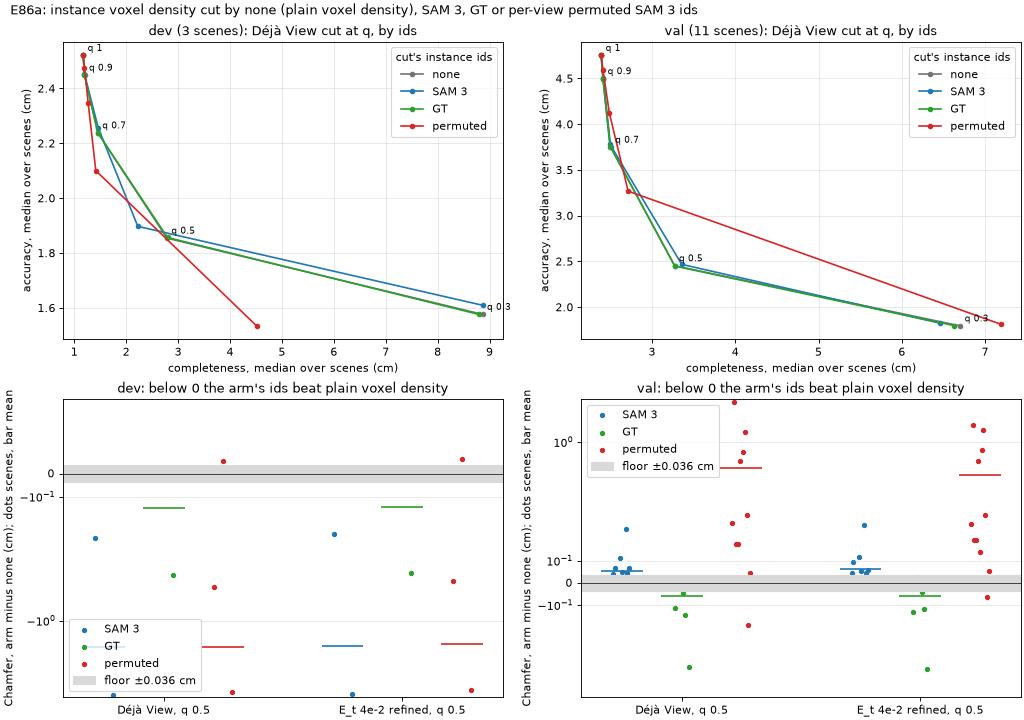 E86a: instance voxel density cut by none (plain voxel density), SAM 3, GT or per-view permuted SAM 3 ids
dev (3 scenes): Déjà View cut at q, by ids
accuracy, median over scenes (cm)
2.4
2.2
2.0
1.8
1.6
q 1
q 0.9
q 0.7
q 0.5
q 0.3
cut's instance ids
none
SAM 3
GT
permuted
1 2 3 4 5 6 7 8 9
completeness, median over scenes (cm)
val (11 scenes): Déjà View cut at q, by ids
accuracy, median over scenes (cm)
4.5
4.0
3.5
3.0
2.5
2.0
q 1
q 0.9
q 0.7
q 0.5
q 0.3
cut's instance ids
none
SAM 3
GT
permuted
3 4 5 6 7
completeness, median over scenes (cm)
dev: below 0 the arm's ids beat plain voxel density
Chamfer, arm minus none (cm); dots scenes, bar mean
0
−10⁻¹
−10⁰
SAM 3
GT
permuted
floor ±0.036 cm
Déjà View, q 0.5
E_t 4e-2 refined, q 0.5
val: below 0 the arm's ids beat plain voxel density
Chamfer, arm minus none (cm); dots scenes, bar mean
10⁰
10⁻¹
0
−10⁻¹
SAM 3
GT
permuted
floor ±0.036 cm
Déjà View, q 0.5
E_t 4e-2 refined, q 0.5